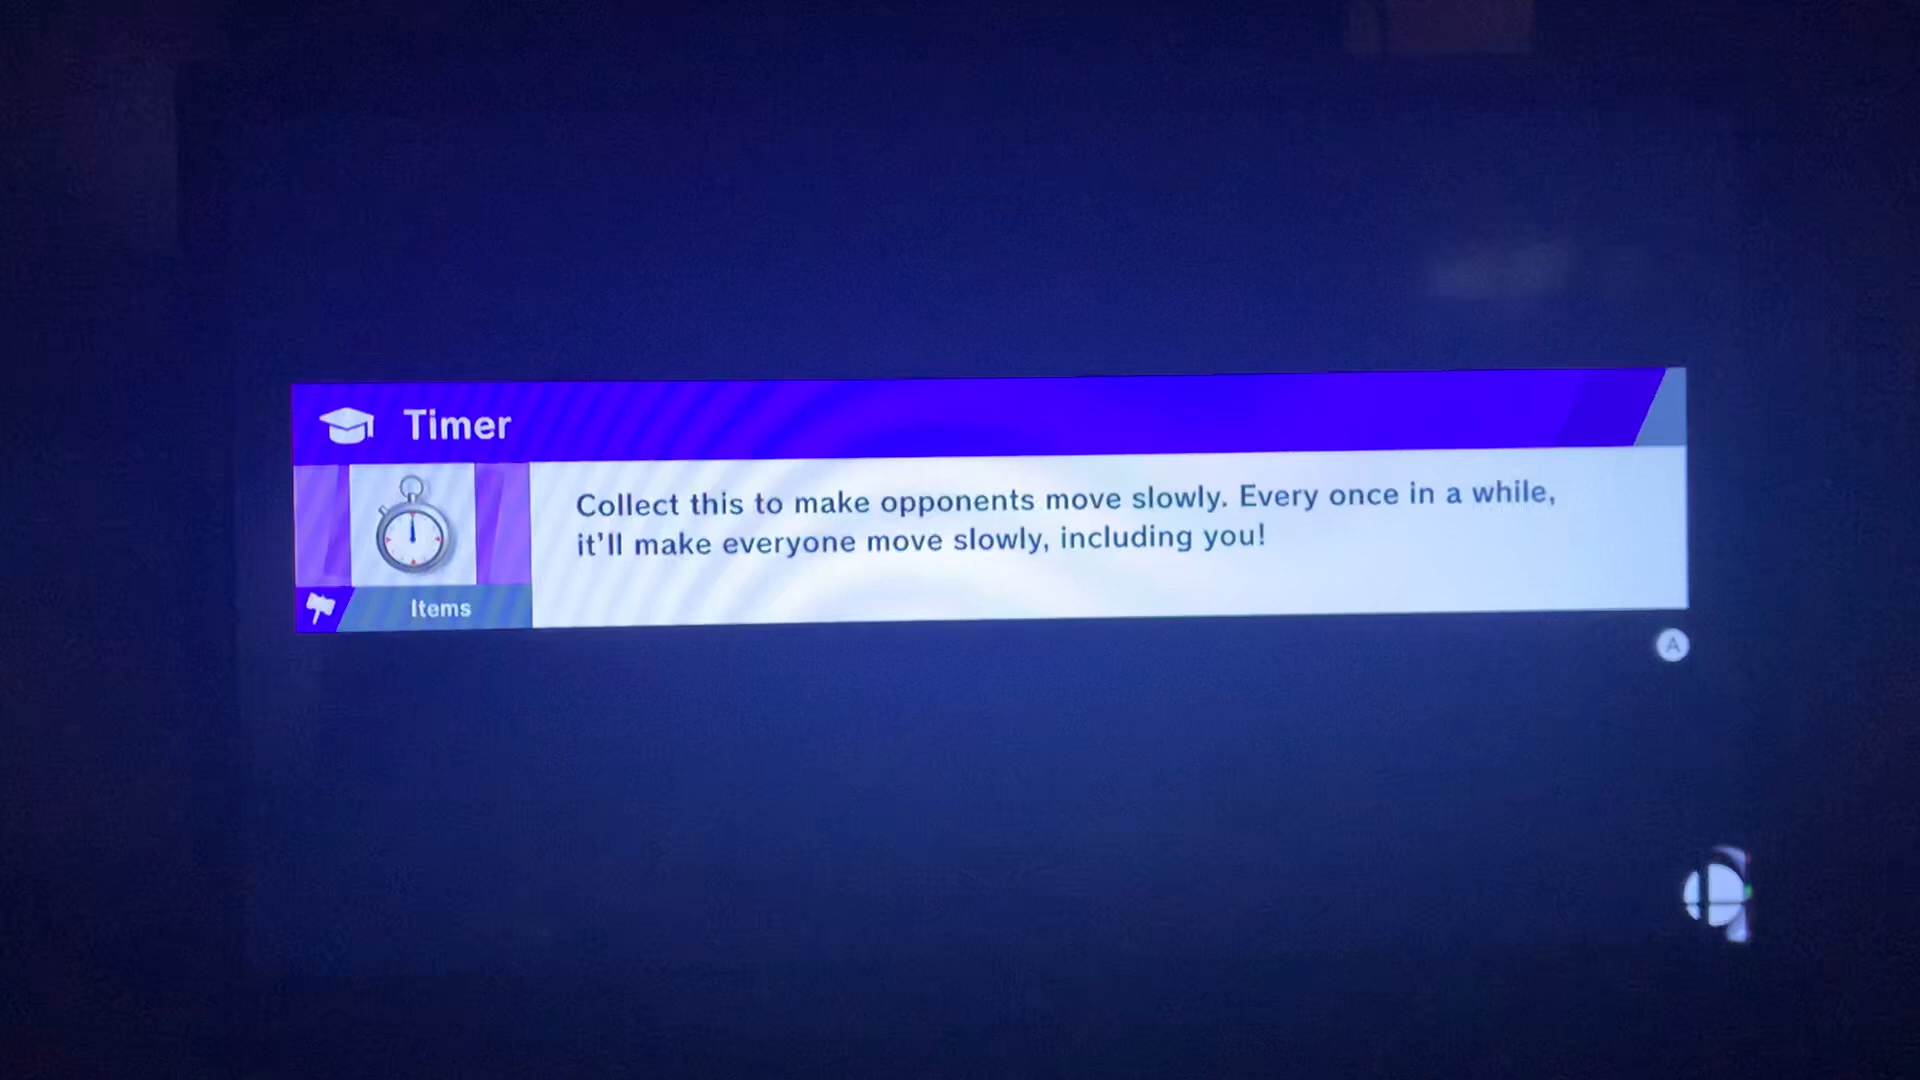 Timer
Collect this to make opponents move slowly. Every once in a while,
it'll make everyone move slowly, including you!
Items
A